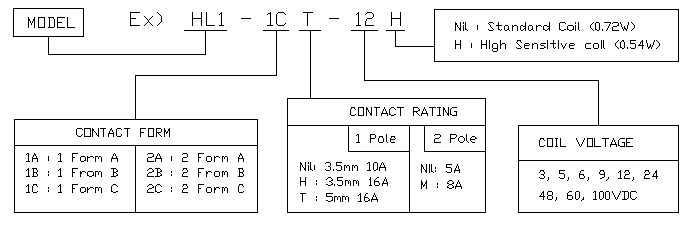 MODEL Ex) HL1 - 1C T - 12 H
Nil : Standard Coil (0.72W)
H : High Sensitive coil (0.54W)
CONTACT FORM
1A : 1 Form A 2A : 2 Form A
1B : 1 From B 2B : 2 From B
1C : 1 Form C 2C : 2 Form C
CONTACT RATING
1 Pole 2 Pole
Nil: 3.5mm 10A
H : 3.5mm 16A
T : 5mm 16A
Nil: 5A
M : 8A
COIL VOLTAGE
3, 5, 6, 9, 12, 24
48, 60, 100VDC